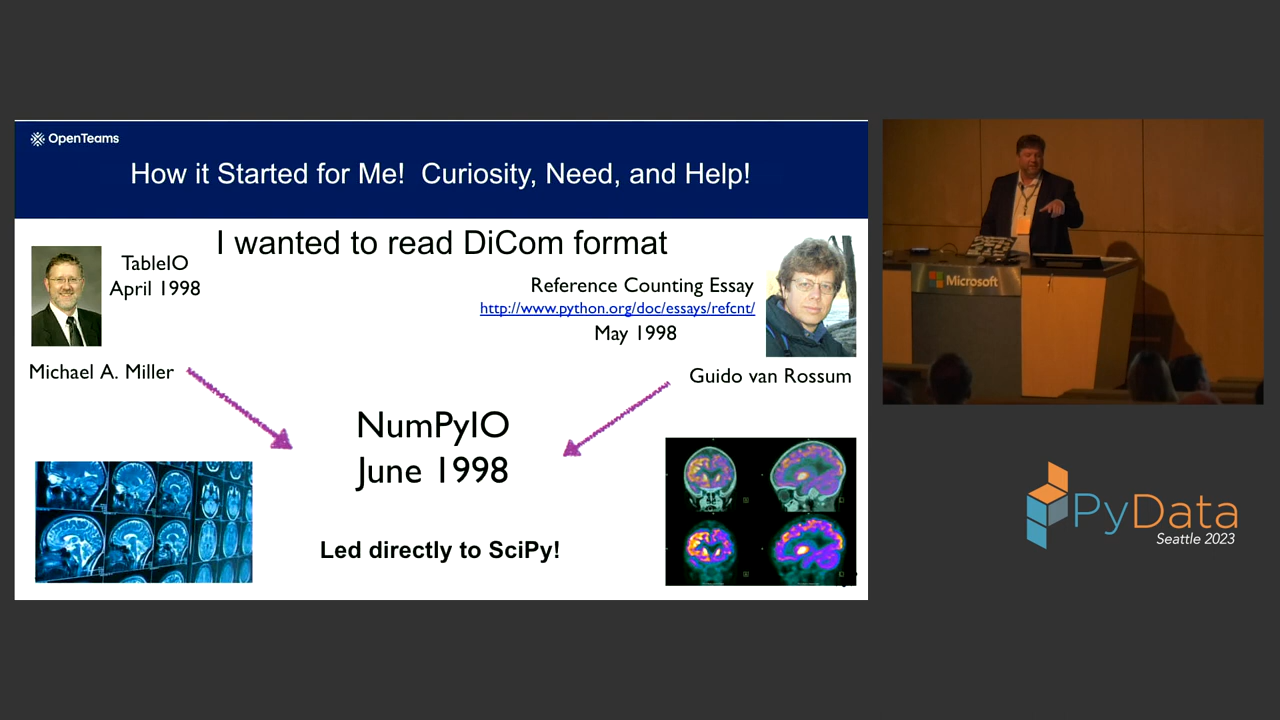 OpenTeams
How it Started for Me!  Curiosity, Need, and Help!
I wanted to read DiCom format
TableIO
April 1998
Michael A. Miller
Reference Counting Essay
http://www.python.org/doc/essays/refcnt/
May 1998
Guido van Rossum
NumPyIO
June 1998
Led directly to SciPy!
Microsoft
PyData
Seattle 2023